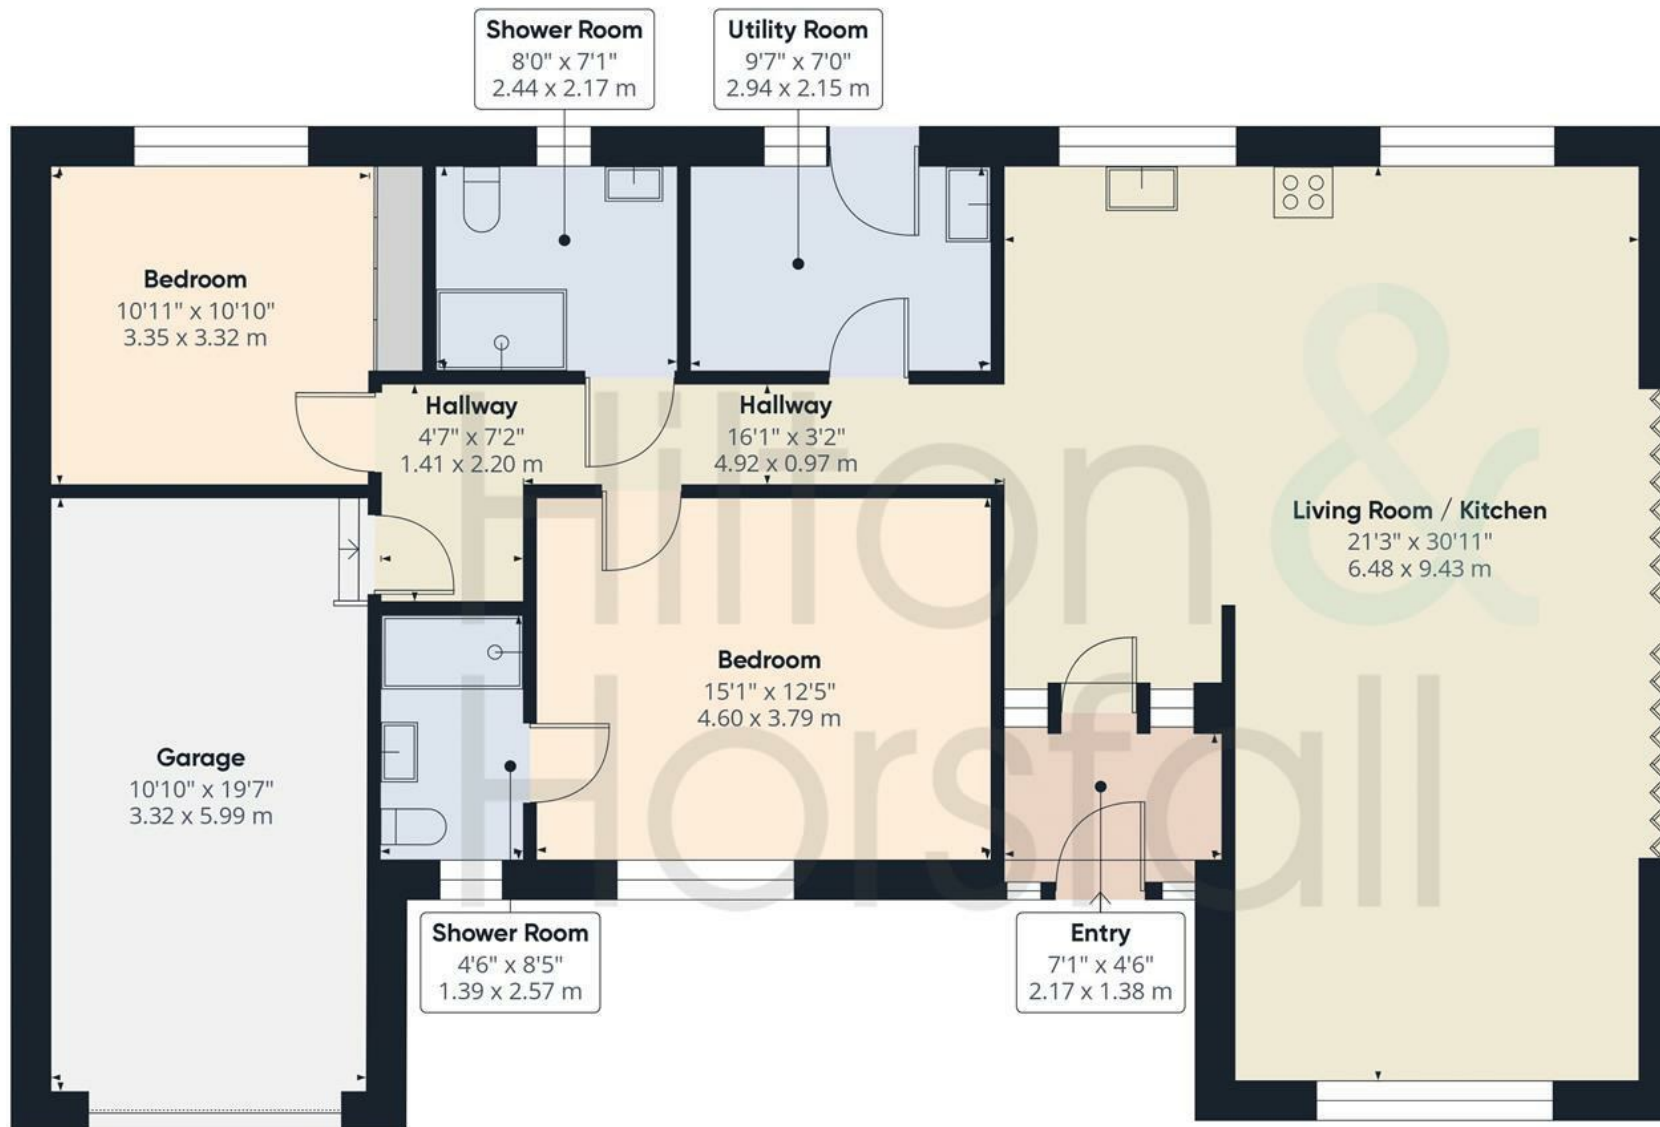 Shower Room
8'0" x 7'1"
2.44 x 2.17 m
Utility Room
9'7" x 7'0"
2.94 x 2.15 m
Bedroom
10'11" x 10'10"
3.35 x 3.32 m
Hallway
4'7" x 7'2"
1.41 x 2.20 m
Hallway
16'1" x 3'2"
4.92 x 0.97 m
Living Room / Kitchen
21'3" x 30'11"
6.48 x 9.43 m
Bedroom
15'1" x 12'5"
4.60 x 3.79 m
Garage
10'10" x 19'7"
3.32 x 5.99 m
Shower Room
4'6" x 8'5"
1.39 x 2.57 m
Entry
7'1" x 4'6"
2.17 x 1.38 m
Hilton &
Horsfall